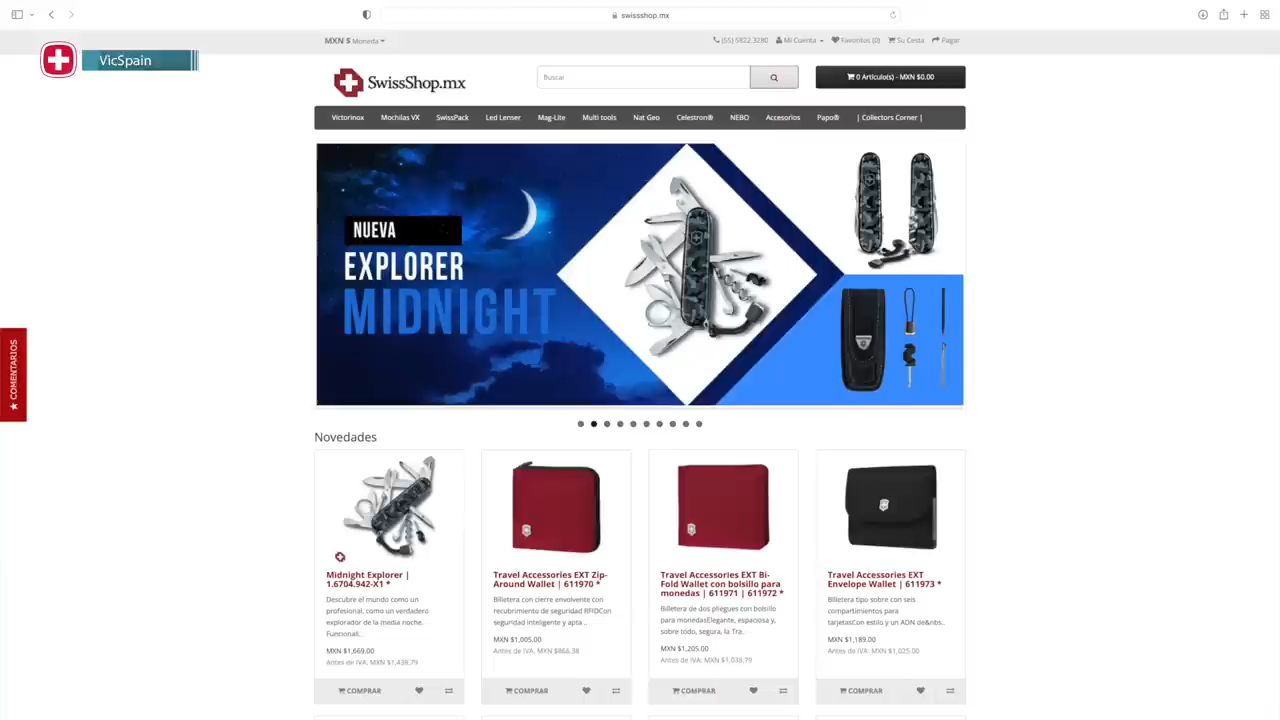 swissshop.mx
VicSpain
MXN $ Moneda
(55) 5822.3280 Mi Cuenta Favoritos (0) Su Cesta Pagar
SwissShop.mx
Buscar
0 Artículo(s) - MXN $0.00
Victorinox Mochilas VX SwissPack Led Lenser Mag-Lite Multi tools Nat Geo Celestron® NEBO Accesorios Papo® | Collectors Corner |
NUEVA
EXPLORER
MIDNIGHT
★ COMENTARIOS
Novedades
Midnight Explorer |
1.6704.942-X1 *
Descubre el mundo como un
profesional, como un verdadero
explorador de la media noche.
Funcionali...
MXN $1,669.00
Antes de IVA: MXN $1,438.79
COMPRAR
Travel Accessories EXT Zip-
Around Wallet | 611970 *
Billetera con cierre envolvente con
recubrimiento de seguridad RFIDCon
seguridad inteligente y apta ..
MXN $1,005.00
Antes de IVA: MXN $866.38
COMPRAR
Travel Accessories EXT Bi-
Fold Wallet con bolsillo para
monedas | 611971 | 611972 *
Billetera de dos pliegues con bolsillo
para monedasElegante, espaciosa y,
sobre todo, segura, la Tra..
MXN $1,205.00
Antes de IVA: MXN $1,038.79
COMPRAR
Travel Accessories EXT
Envelope Wallet | 611973 *
Billetera tipo sobre con seis
compartimientos para
tarjetasCon estilo y un ADN de&nbs..
MXN $1,189.00
Antes de IVA: MXN $1,025.00
COMPRAR